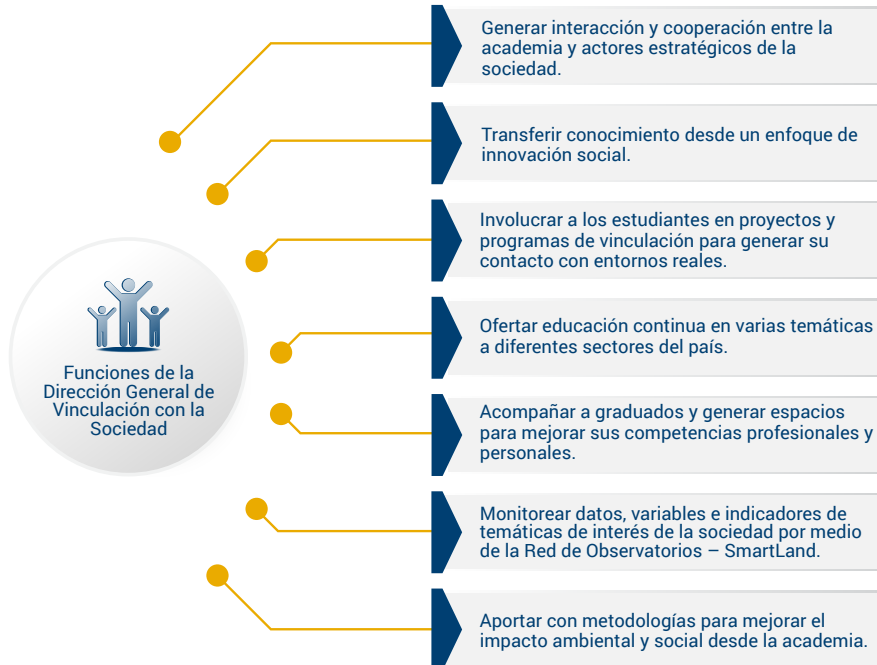 Generar interacción y cooperación entre la
academia y actores estratégicos de la
sociedad.
Transferir conocimiento desde un enfoque de
innovación social.
Involucrar a los estudiantes en proyectos y
programas de vinculación para generar su
contacto con entornos reales.
Funciones de la
Dirección General de
Vinculación con la
Sociedad
Ofertar educación continua en varias temáticas
a diferentes sectores del país.
Acompañar a graduados y generar espacios
para mejorar sus competencias profesionales y
personales.
Monitorear datos, variables e indicadores de
temáticas de interés de la sociedad por medio
de la Red de Observatorios – SmartLand.
Aportar con metodologías para mejorar el
impacto ambiental y social desde la academia.